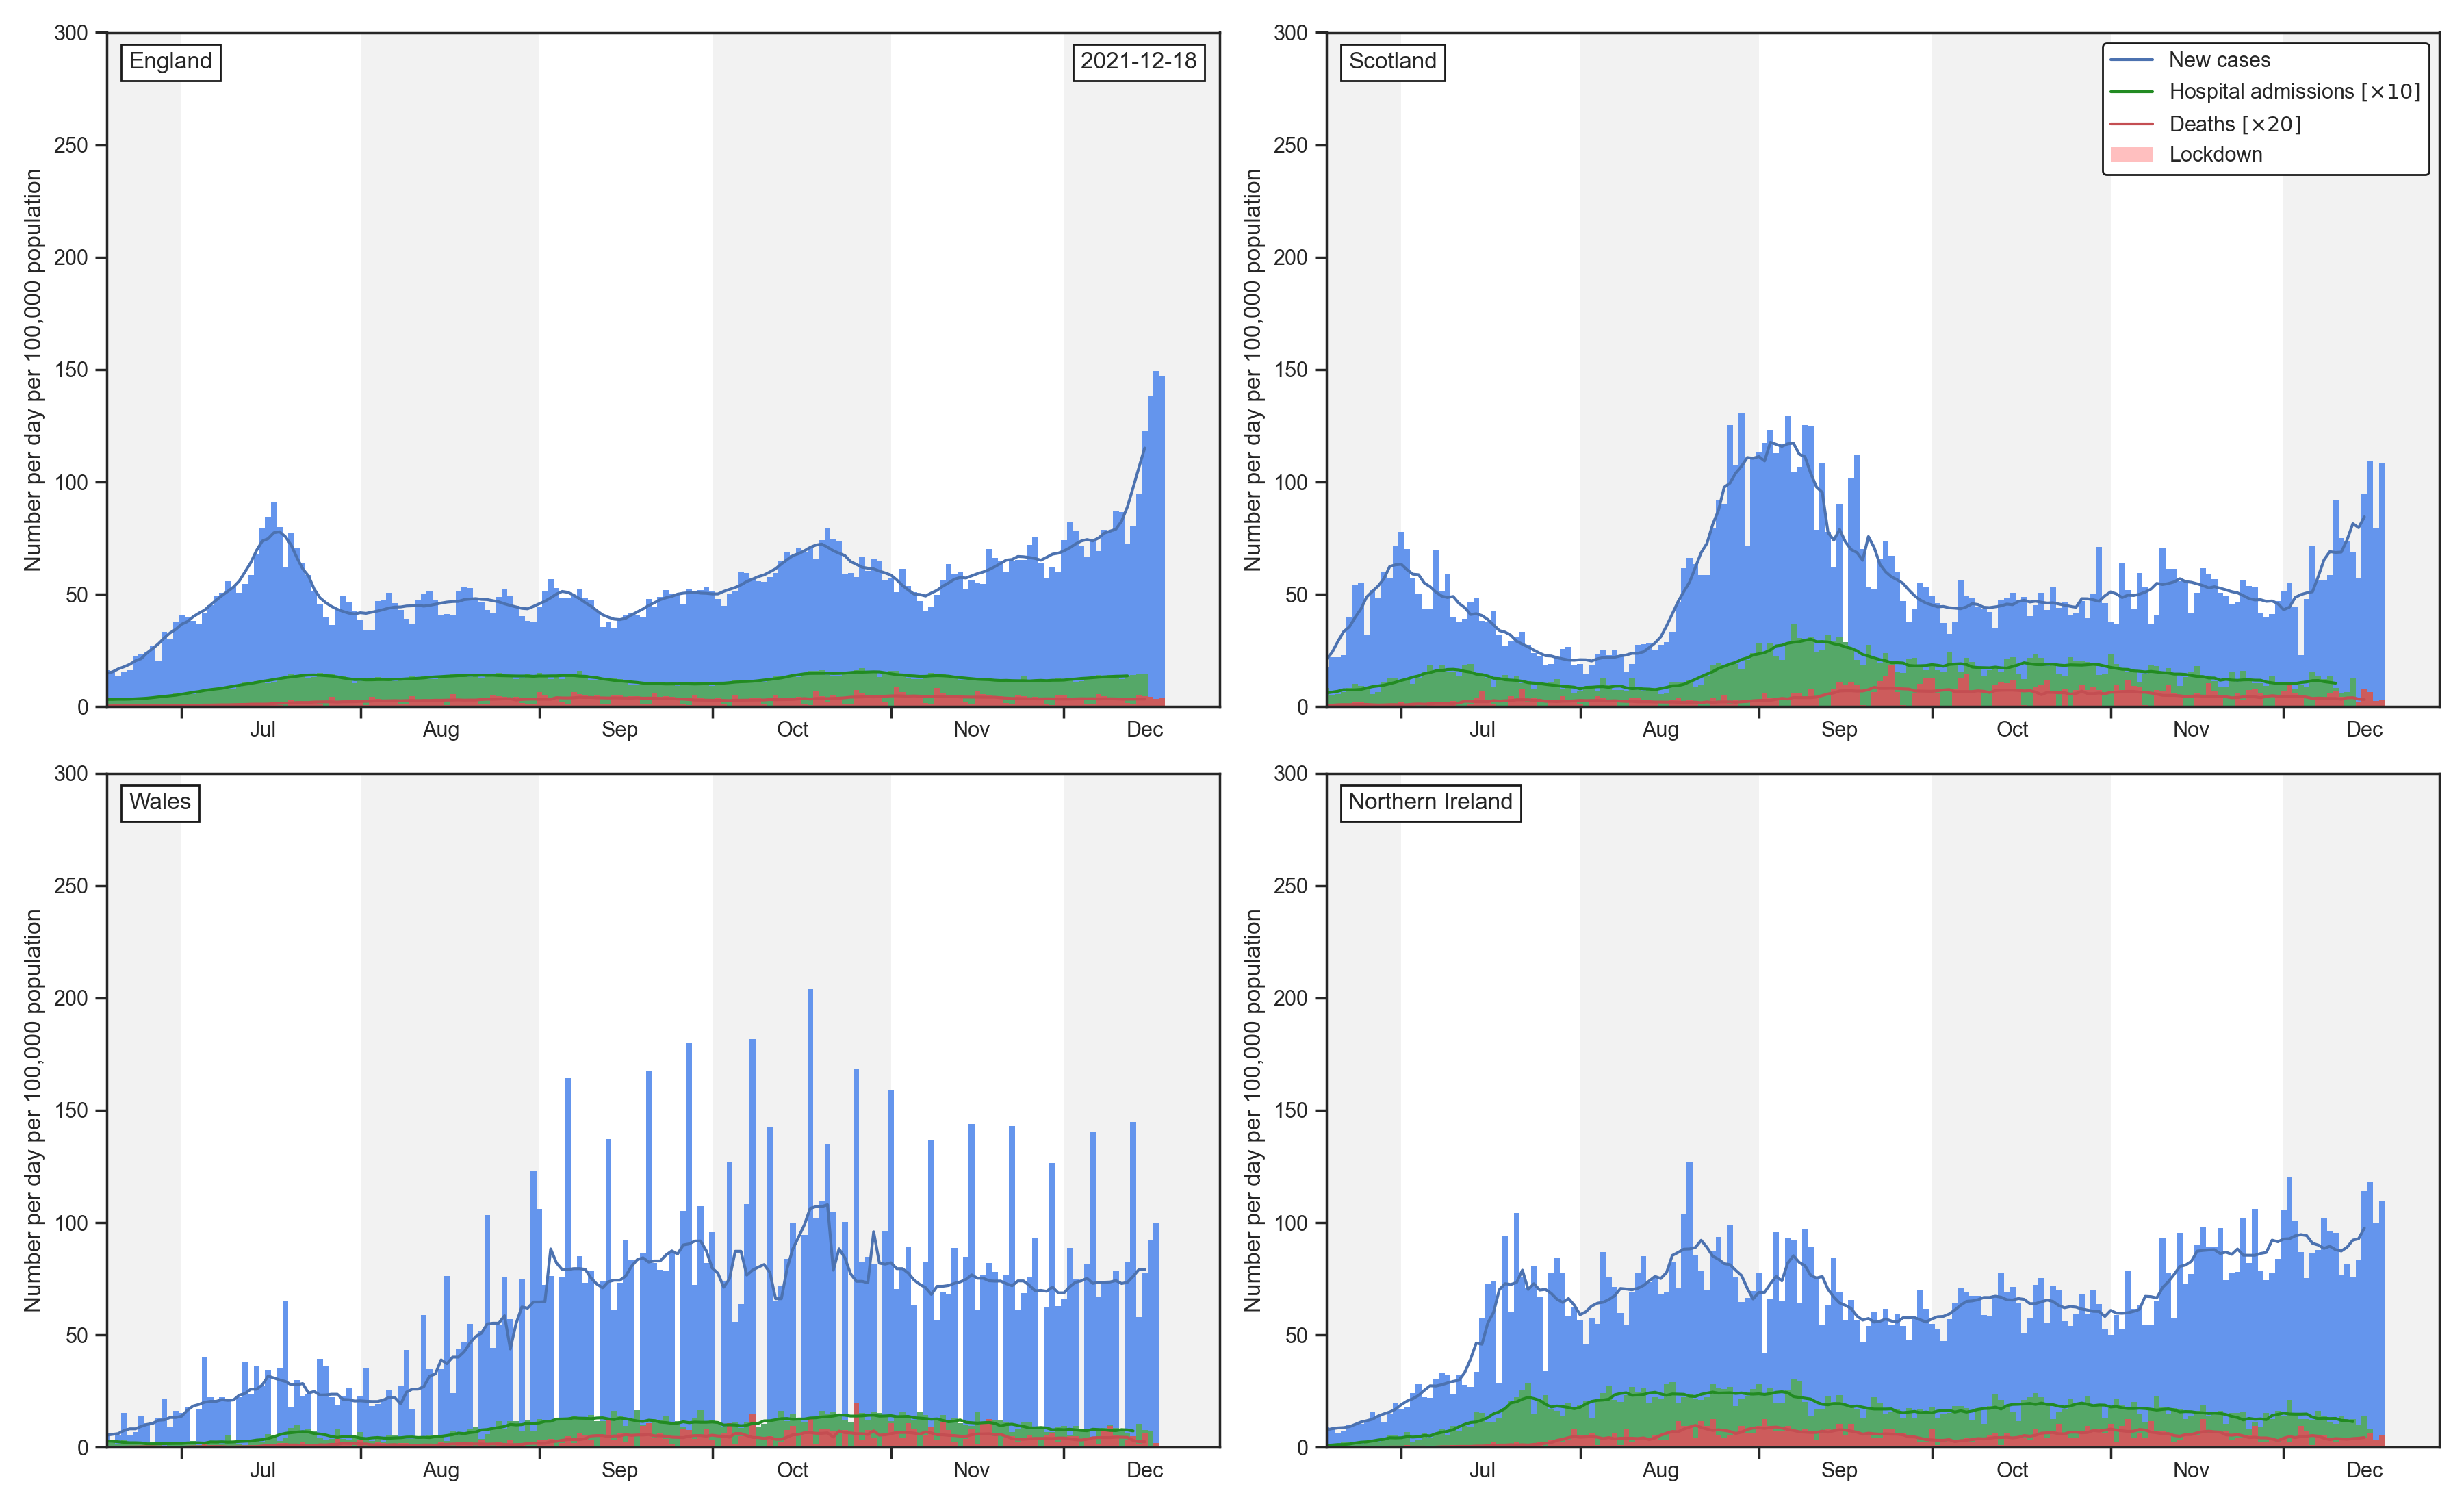 England
2021-12-18
Number per day per 100,000 population
300
250
200
150
100
50
0
Jul Aug Sep Oct Nov Dec
Scotland
New cases
Hospital admissions [×10]
Deaths [×20]
Lockdown
Number per day per 100,000 population
300
250
200
150
100
50
0
Jul Aug Sep Oct Nov Dec
Wales
Number per day per 100,000 population
300
250
200
150
100
50
0
Jul Aug Sep Oct Nov Dec
Northern Ireland
Number per day per 100,000 population
300
250
200
150
100
50
0
Jul Aug Sep Oct Nov Dec